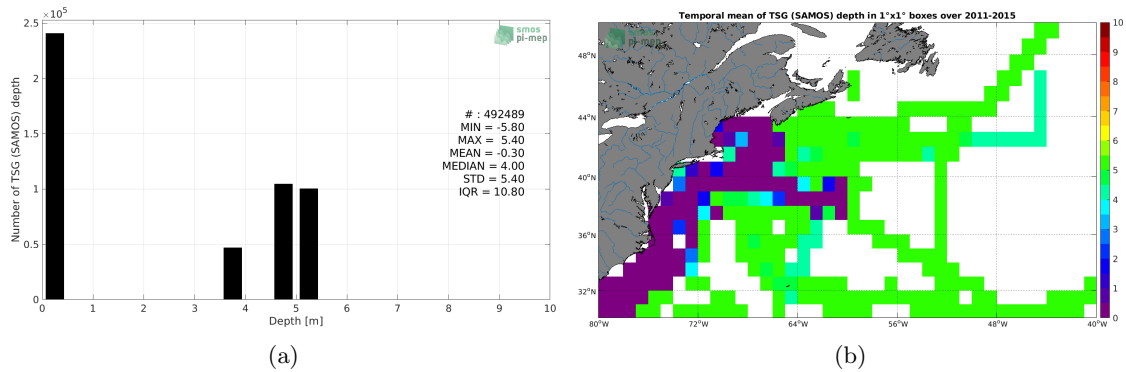 ×10⁵
2.5
2
1.5
1
0.5
0
0 1 2 3 4 5 6 7 8 9 10
Number of TSG (SAMOS) depth
Depth [m]
smos
pi-mep
# : 492489
MIN = -5.80
MAX = 5.40
MEAN = -0.30
MEDIAN = 4.00
STD = 5.40
IQR = 10.80
(a)
Temporal mean of TSG (SAMOS) depth in 1°x1° boxes over 2011-2015
smos
pi-mep
48°N
44°N
40°N
36°N
32°N
80°W 72°W 64°W 56°W 48°W 40°W
10
9
8
7
6
5
4
3
2
1
0
(b)